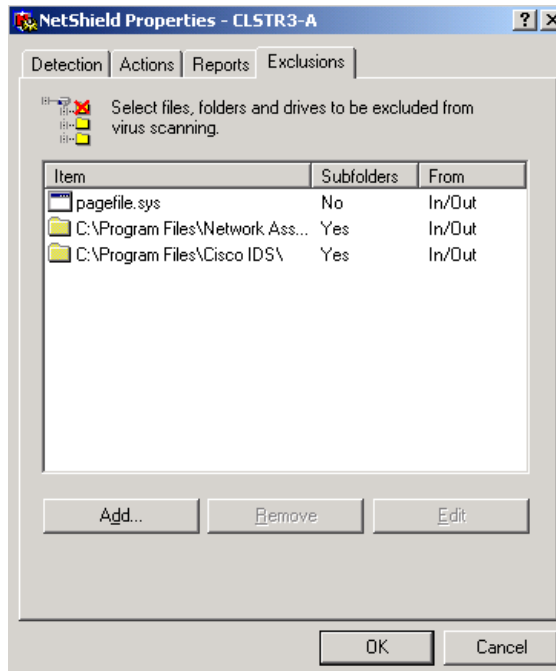 NetShield Properties - CLSTR3-A
Detection Actions Reports Exclusions
Select files, folders and drives to be excluded from
virus scanning.
Item Subfolders From
pagefile.sys No In/Out
C:\Program Files\Network Ass... Yes In/Out
C:\Program Files\Cisco IDS\ Yes In/Out
Add... Remove Edit
OK Cancel